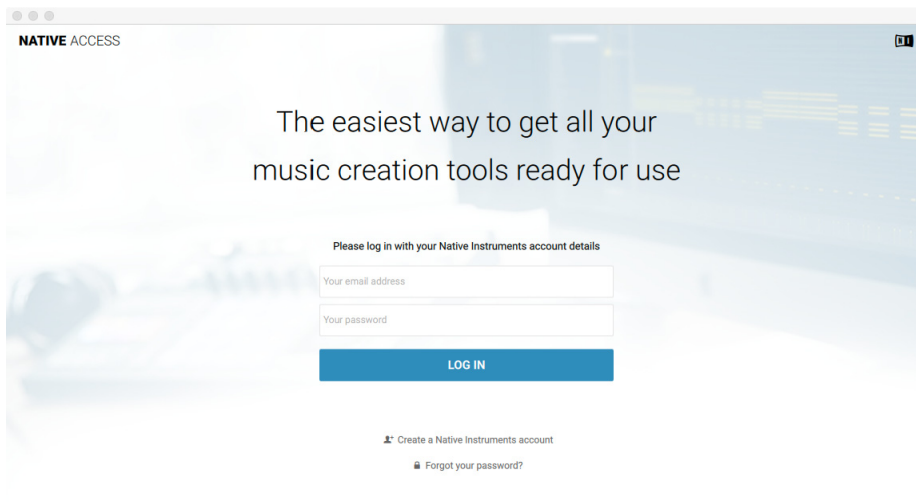 NATIVE ACCESS
The easiest way to get all your
music creation tools ready for use
Please log in with your Native Instruments account details
Your email address
Your password
LOG IN
Create a Native Instruments account
Forgot your password?